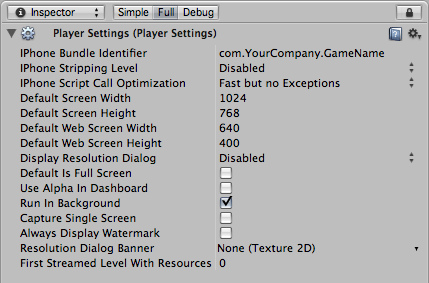 Inspector Simple Full Debug
Player Settings (Player Settings)
IPhone Bundle Identifier com.YourCompany.GameName
IPhone Stripping Level Disabled
IPhone Script Call Optimization Fast but no Exceptions
Default Screen Width 1024
Default Screen Height 768
Default Web Screen Width 640
Default Web Screen Height 400
Display Resolution Dialog Disabled
Default Is Full Screen
Use Alpha In Dashboard
Run In Background
Capture Single Screen
Always Display Watermark
Resolution Dialog Banner None (Texture 2D)
First Streamed Level With Resources 0